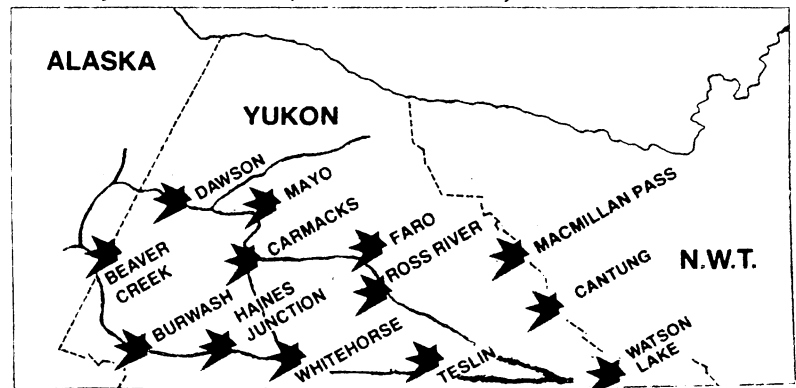 ALASKA
YUKON
DAWSON
MAYO
CARMACKS
FARO
ROSS RIVER
MACMILLAN PASS
N.W.T.
CANTUNG
BEAVER
CREEK
BURWASH
HAINES
JUNCTION
WHITEHORSE
TESLIN
WATSON
LAKE